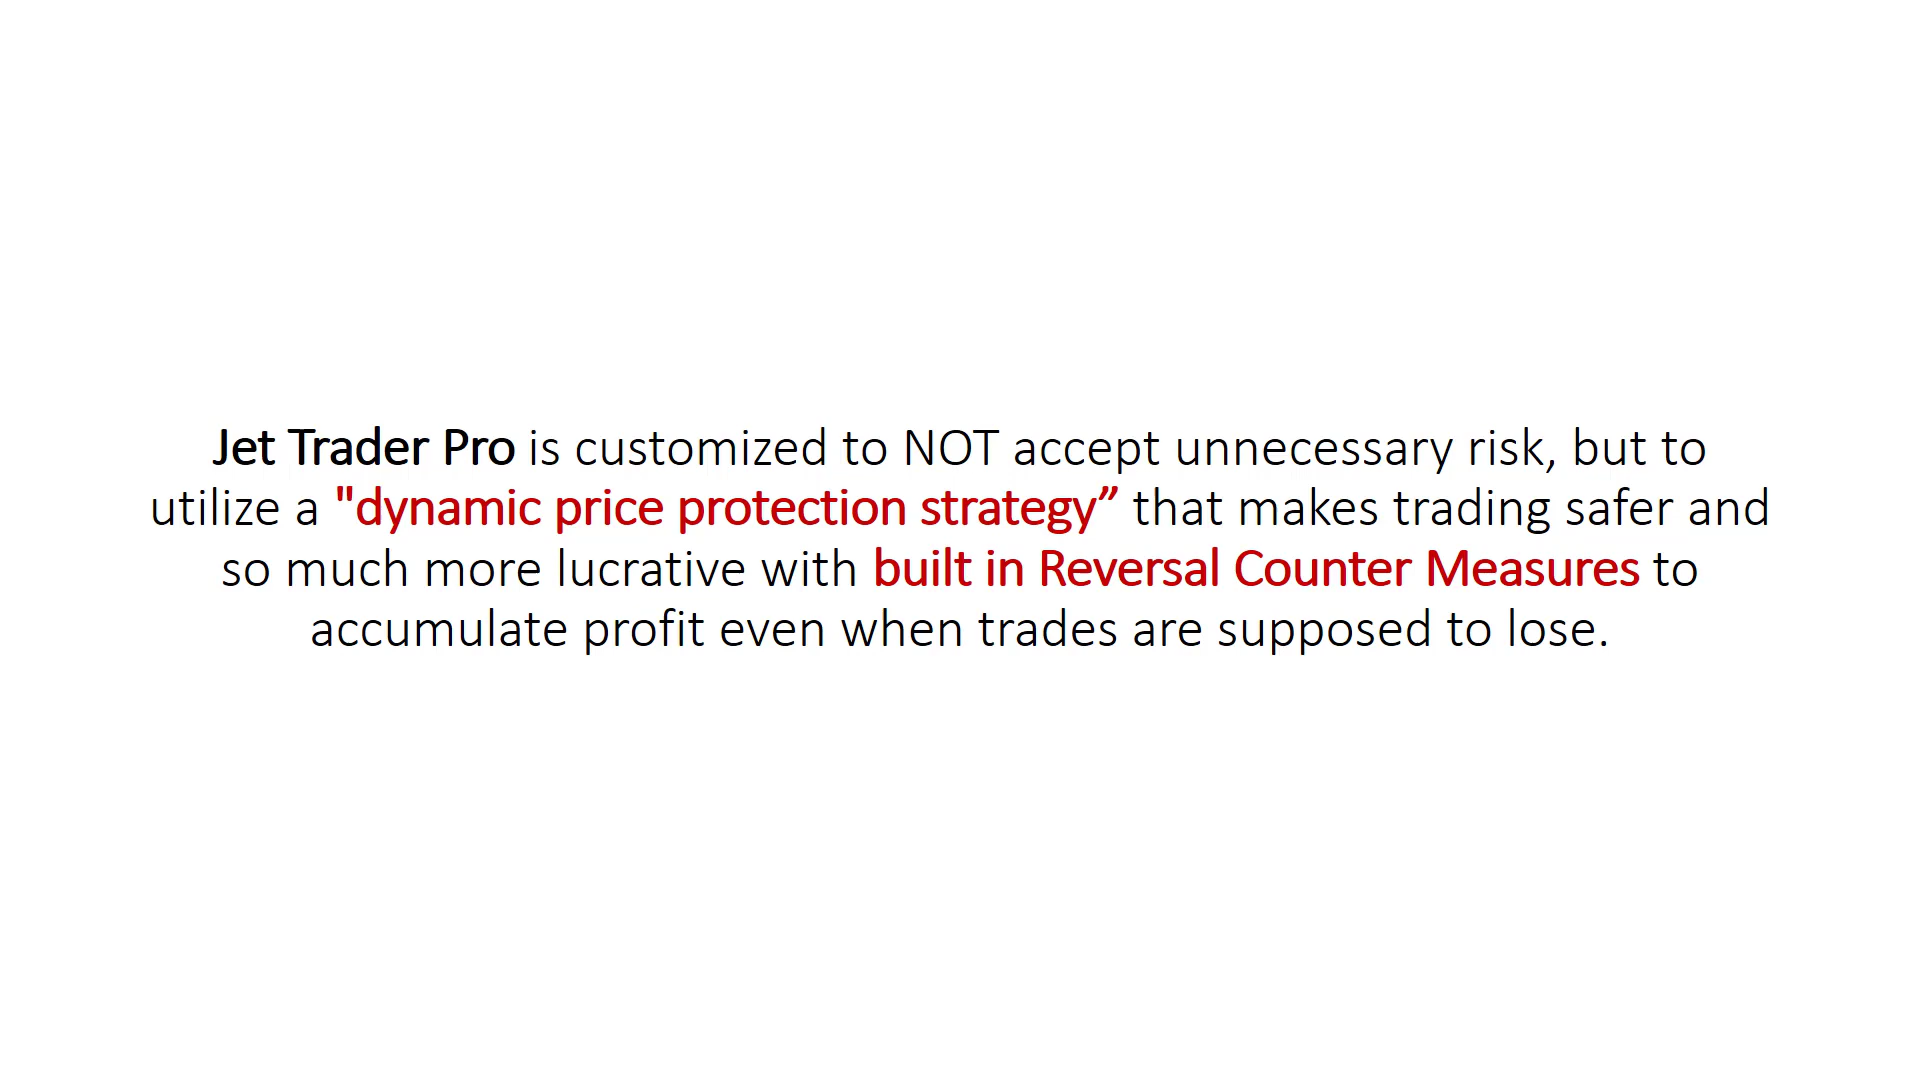 Jet Trader Pro is customized to NOT accept unnecessary risk, but to
utilize a "dynamic price protection strategy” that makes trading safer and
so much more lucrative with built in Reversal Counter Measures to
accumulate profit even when trades are supposed to lose.